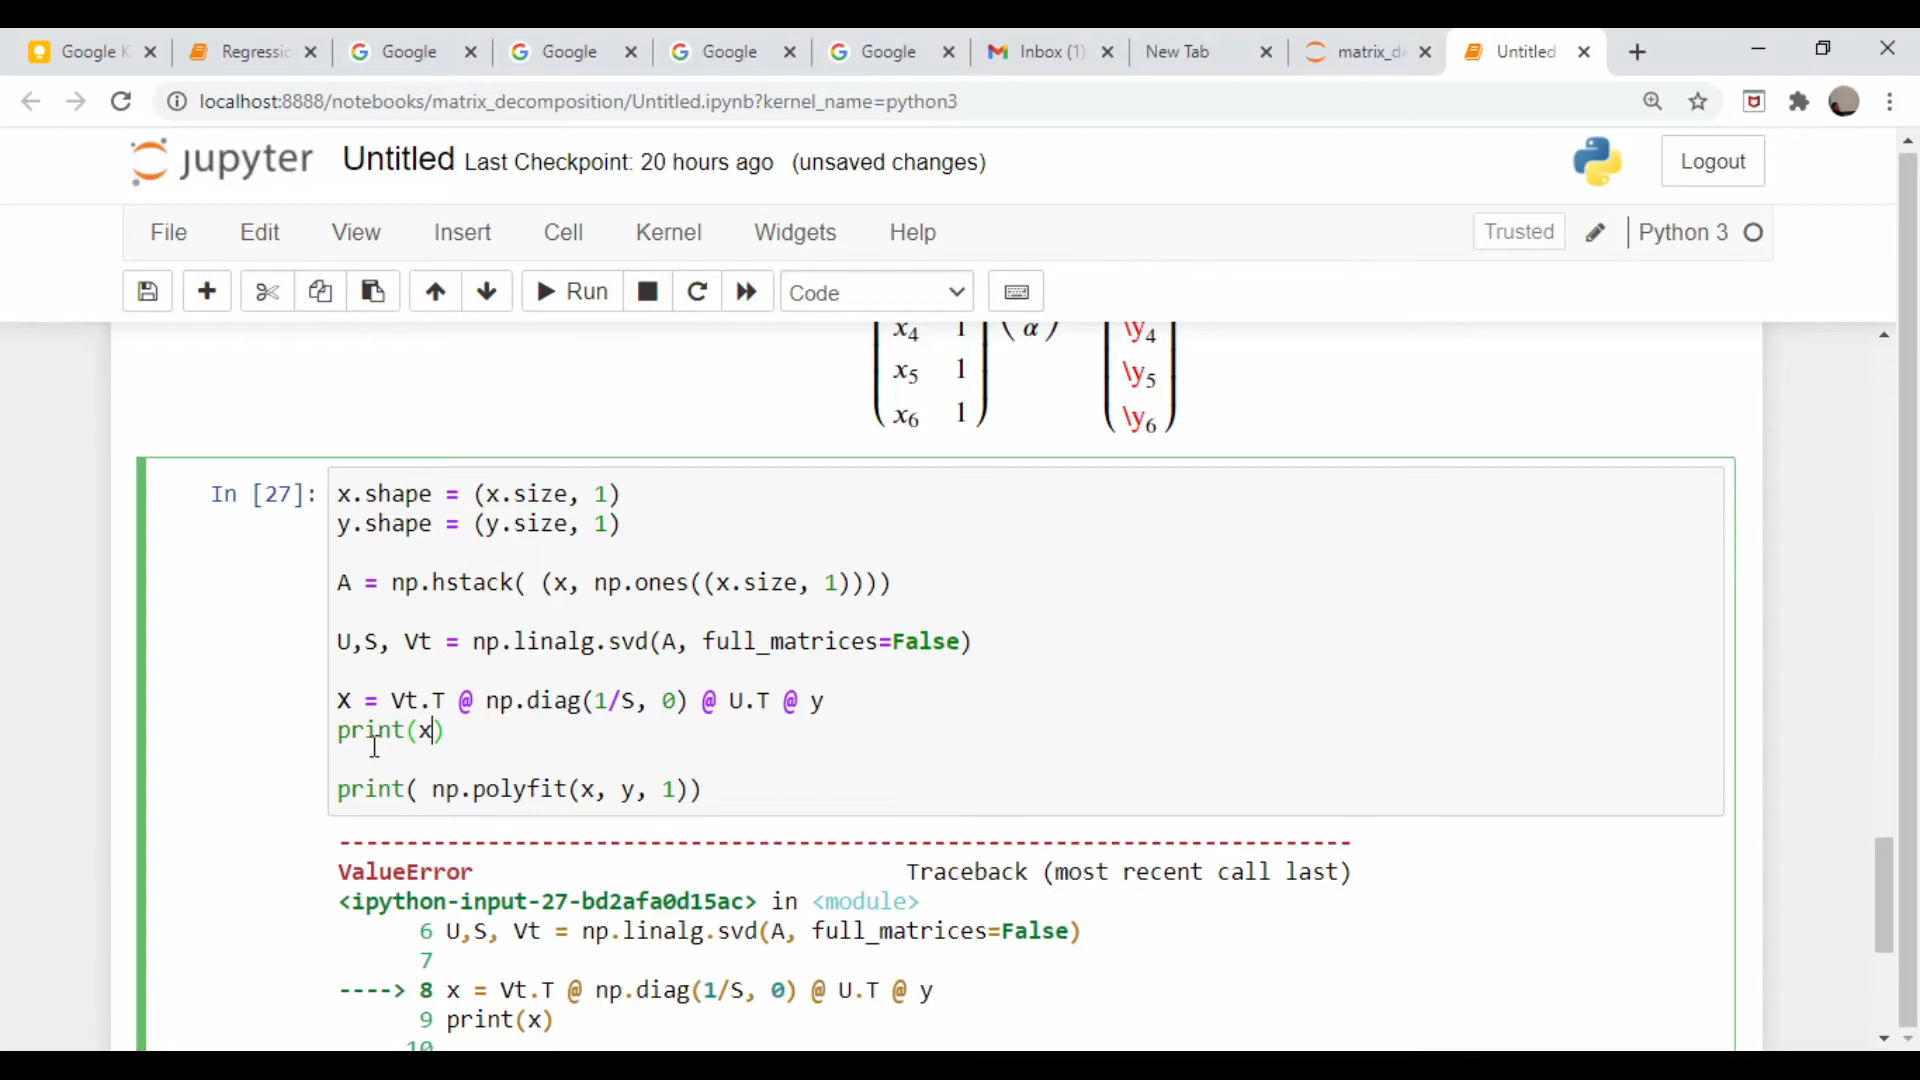 Google K
Regressio
Google
Google
Google
Google
Inbox (1)
New Tab
matrix_de
Untitled
localhost:8888/notebooks/matrix_decomposition/Untitled.ipynb?kernel_name=python3
jupyter Untitled Last Checkpoint: 20 hours ago (unsaved changes)
Logout
File Edit View Insert Cell Kernel Widgets Help
Trusted
Python 3
Run
Code
x4 1 (α) \y4
x5 1 \y5
x6 1 \y6
In [27]:
x.shape = (x.size, 1)
y.shape = (y.size, 1)
A = np.hstack( (x, np.ones((x.size, 1))))
U,S, Vt = np.linalg.svd(A, full_matrices=False)
X = Vt.T @ np.diag(1/S, 0) @ U.T @ y
print(x)
print( np.polyfit(x, y, 1))
---------------------------------------------------------------------------
ValueError Traceback (most recent call last)
<ipython-input-27-bd2afa0d15ac> in <module>
6 U,S, Vt = np.linalg.svd(A, full_matrices=False)
7
----> 8 x = Vt.T @ np.diag(1/S, 0) @ U.T @ y
9 print(x)
10